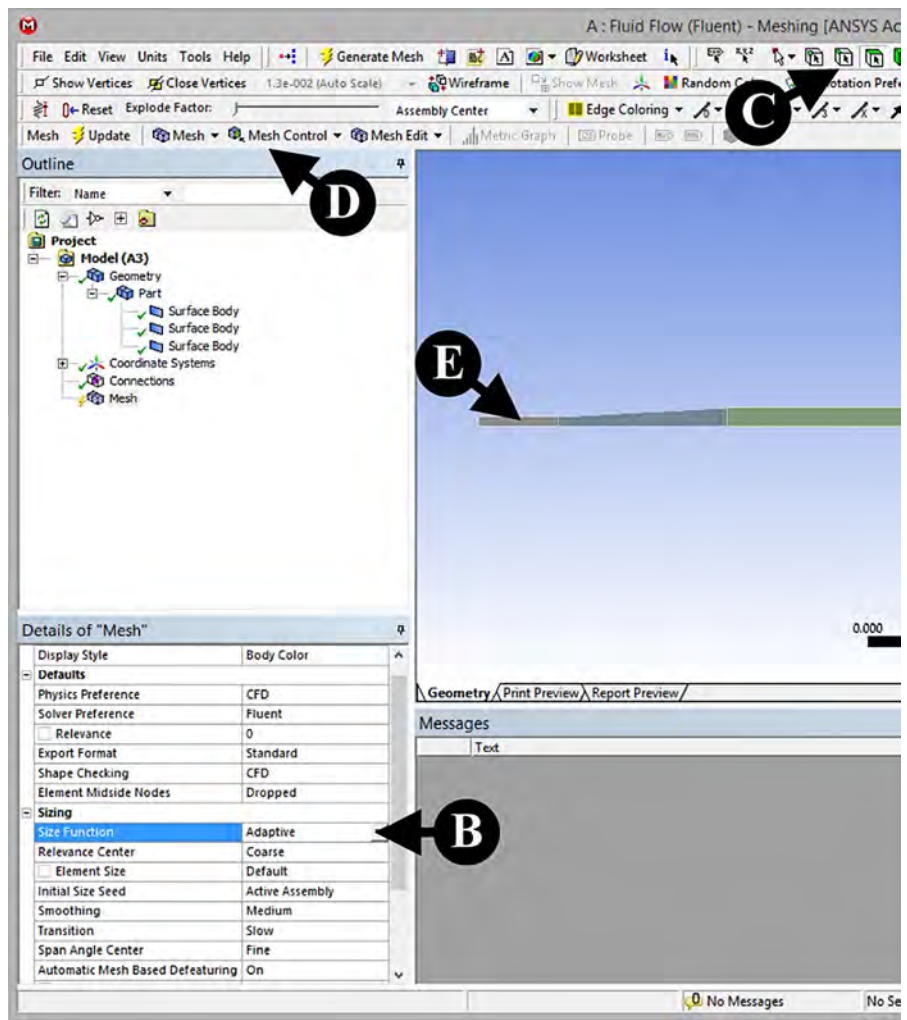 A : Fluid Flow (Fluent) - Meshing [ANSYS Ac
File Edit View Units Tools Help Generate Mesh Worksheet
Show Vertices Close Vertices 1.3e-002 (Auto Scale) Wireframe Show Mesh Random Co otation Prefe
Reset Explode Factor: Assembly Center Edge Coloring
C
Mesh Update Mesh Mesh Control Mesh Edit Metric Graph Probe
Outline
D
Filter: Name
Project
Model (A3)
Geometry
Part
Surface Body
Surface Body
Surface Body
Coordinate Systems
Connections
Mesh
E
Details of "Mesh"
0.000
Display Style Body Color
Defaults
Physics Preference CFD
Solver Preference Fluent
Relevance 0
Export Format Standard
Shape Checking CFD
Element Midside Nodes Dropped
Sizing
Size Function Adaptive
Relevance Center Coarse
Element Size Default
Initial Size Seed Active Assembly
Smoothing Medium
Transition Slow
Span Angle Center Fine
Automatic Mesh Based Defeaturing On
Geometry Print Preview Report Preview
Messages
Text
B
0 No Messages No Se